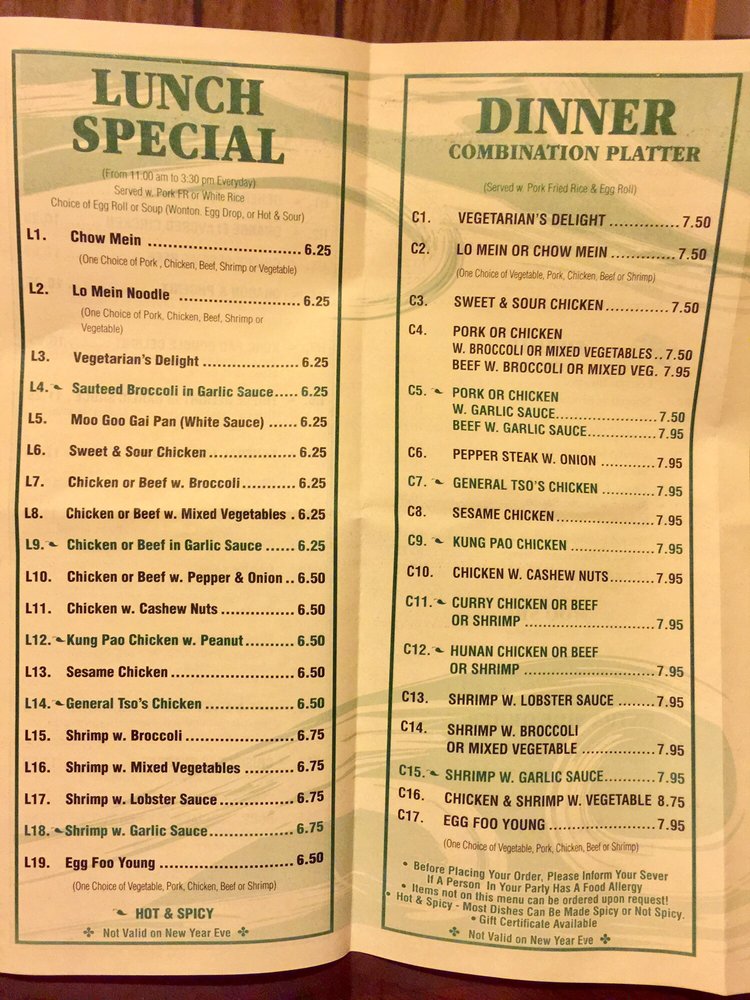 LUNCH
SPECIAL
(From 11:00 am to 3:30 pm Everyday)
Served w. Pork FR or White Rice
Choice of Egg Roll or Soup (Wonton. Egg Drop, or Hot & Sour)
L1. Chow Mein ........................... 6.25
(One Choice of Pork , Chicken, Beef, Shrimp or Vegetable)
L2. Lo Mein Noodle ..................... 6.25
(One Choice of Pork, Chicken, Beef, Shrimp or
Vegetable)
L3. Vegetarian's Delight ................ 6.25
L4. Sauteed Broccoli in Garlic Sauce..... 6.25
L5. Moo Goo Gai Pan (White Sauce) ...... 6.25
L6. Sweet & Sour Chicken ............... 6.25
L7. Chicken or Beef w. Broccoli........... 6.25
L8. Chicken or Beef w. Mixed Vegetables . 6.25
L9. Chicken or Beef in Garlic Sauce ...... 6.25
L10. Chicken or Beef w. Pepper & Onion .. 6.50
L11. Chicken w. Cashew Nuts .............. 6.50
L12. Kung Pao Chicken w. Peanut.......... 6.50
L13. Sesame Chicken ..................... 6.50
L14. General Tso's Chicken ................ 6.50
L15. Shrimp w. Broccoli ................... 6.75
L16. Shrimp w. Mixed Vegetables .......... 6.75
L17. Shrimp w. Lobster Sauce.............. 6.75
L18. Shrimp w. Garlic Sauce................ 6.75
L19. Egg Foo Young ....................... 6.50
(One Choice of Vegetable, Pork, Chicken, Beef or Shrimp)
HOT & SPICY
Not Valid on New Year Eve
DINNER
COMBINATION PLATTER
(Served w. Pork Fried Rice & Egg Roll)
C1. VEGETARIAN'S DELIGHT ............. 7.50
C2. LO MEIN OR CHOW MEIN ............. 7.50
(One Choice of Vegetable, Pork, Chicken, Beef or Shrimp)
C3. SWEET & SOUR CHICKEN .............. 7.50
C4. PORK OR CHICKEN
W. BROCCOLI OR MIXED VEGETABLES .. 7.50
BEEF W. BROCCOLI OR MIXED VEG. 7.95
C5. PORK OR CHICKEN
W. GARLIC SAUCE.................... 7.50
BEEF W. GARLIC SAUCE.............. 7.95
C6. PEPPER STEAK W. ONION ............ 7.95
C7. GENERAL TSO'S CHICKEN ............ 7.95
C8. SESAME CHICKEN.................... 7.95
C9. KUNG PAO CHICKEN ................. 7.95
C10. CHICKEN W. CASHEW NUTS.......... 7.95
C11. CURRY CHICKEN OR BEEF
OR SHRIMP .......................... 7.95
C12. HUNAN CHICKEN OR BEEF
OR SHRIMP .......................... 7.95
C13. SHRIMP W. LOBSTER SAUCE ........ 7.95
C14. SHRIMP W. BROCCOLI
OR MIXED VEGETABLE ............... 7.95
C15. SHRIMP W. GARLIC SAUCE........... 7.95
C16. CHICKEN & SHRIMP W. VEGETABLE 8.75
C17. EGG FOO YOUNG ..................... 7.95
(One Choice of Vegetable, Pork, Chicken, Beef or Shrimp)
• Before Placing Your Order, Please Inform Your Sever
If A Person In Your Party Has A Food Allergy
• Items not on this menu can be ordered upon request!
• Hot & Spicy - Most Dishes Can Be Made Spicy or Not Spicy.
• Gift Certificate Available
Not Valid on New Year Eve